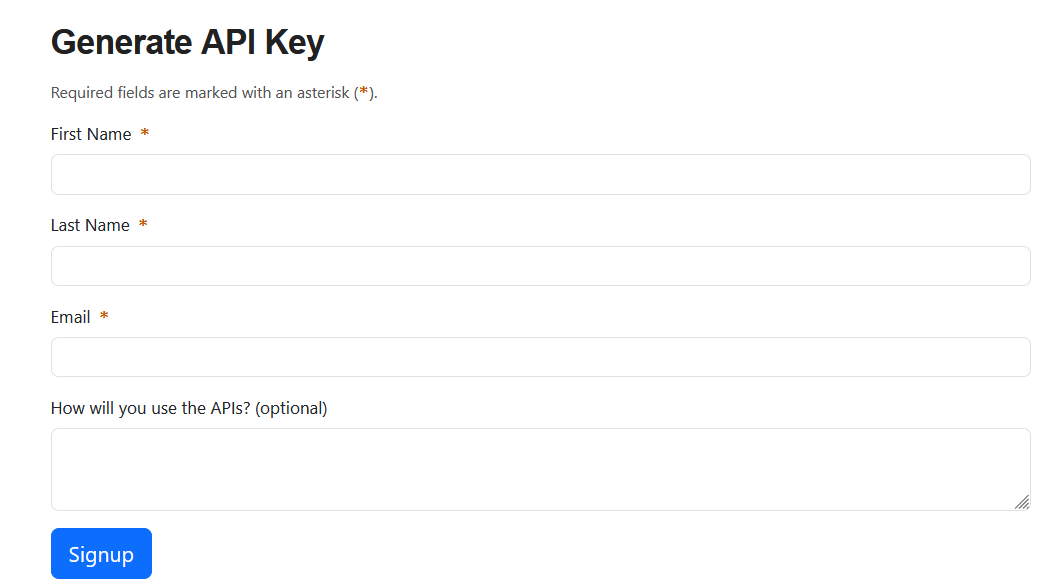 Generate API Key
Required fields are marked with an asterisk (*).
First Name *
Last Name *
Email *
How will you use the APIs? (optional)
Signup